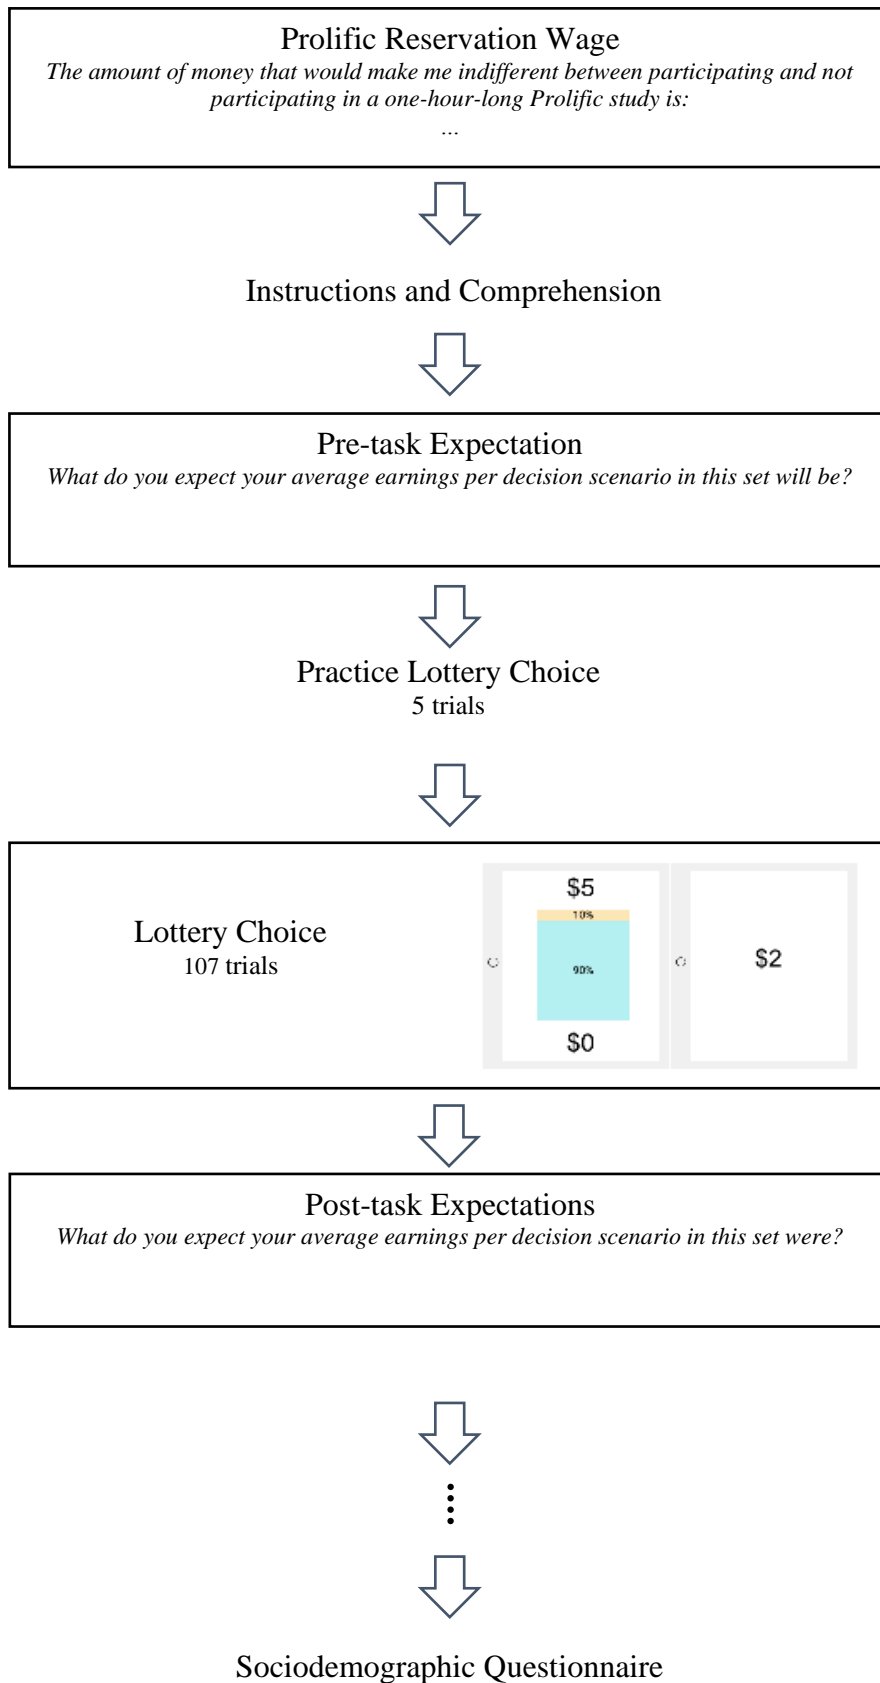 Prolific Reservation Wage
The amount of money that would make me indifferent between participating and not
participating in a one-hour-long Prolific study is:
...
Instructions and Comprehension
Pre-task Expectation
What do you expect your average earnings per decision scenario in this set will be?
Practice Lottery Choice
5 trials
Lottery Choice
107 trials
$5
10%
90%
$0
$2
Post-task Expectations
What do you expect your average earnings per decision scenario in this set were?
Sociodemographic Questionnaire